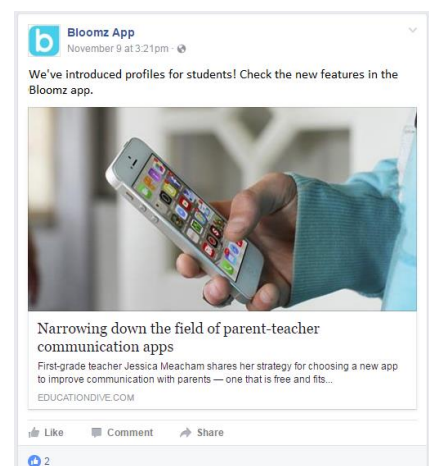 b
Bloomz App
November 9 at 3:21pm ·
We've introduced profiles for students! Check the new features in the
Bloomz app.
Narrowing down the field of parent-teacher
communication apps
First-grade teacher Jessica Meacham shares her strategy for choosing a new app
to improve communication with parents — one that is free and fits...
EDUCATIONDIVE.COM
Like Comment Share
2